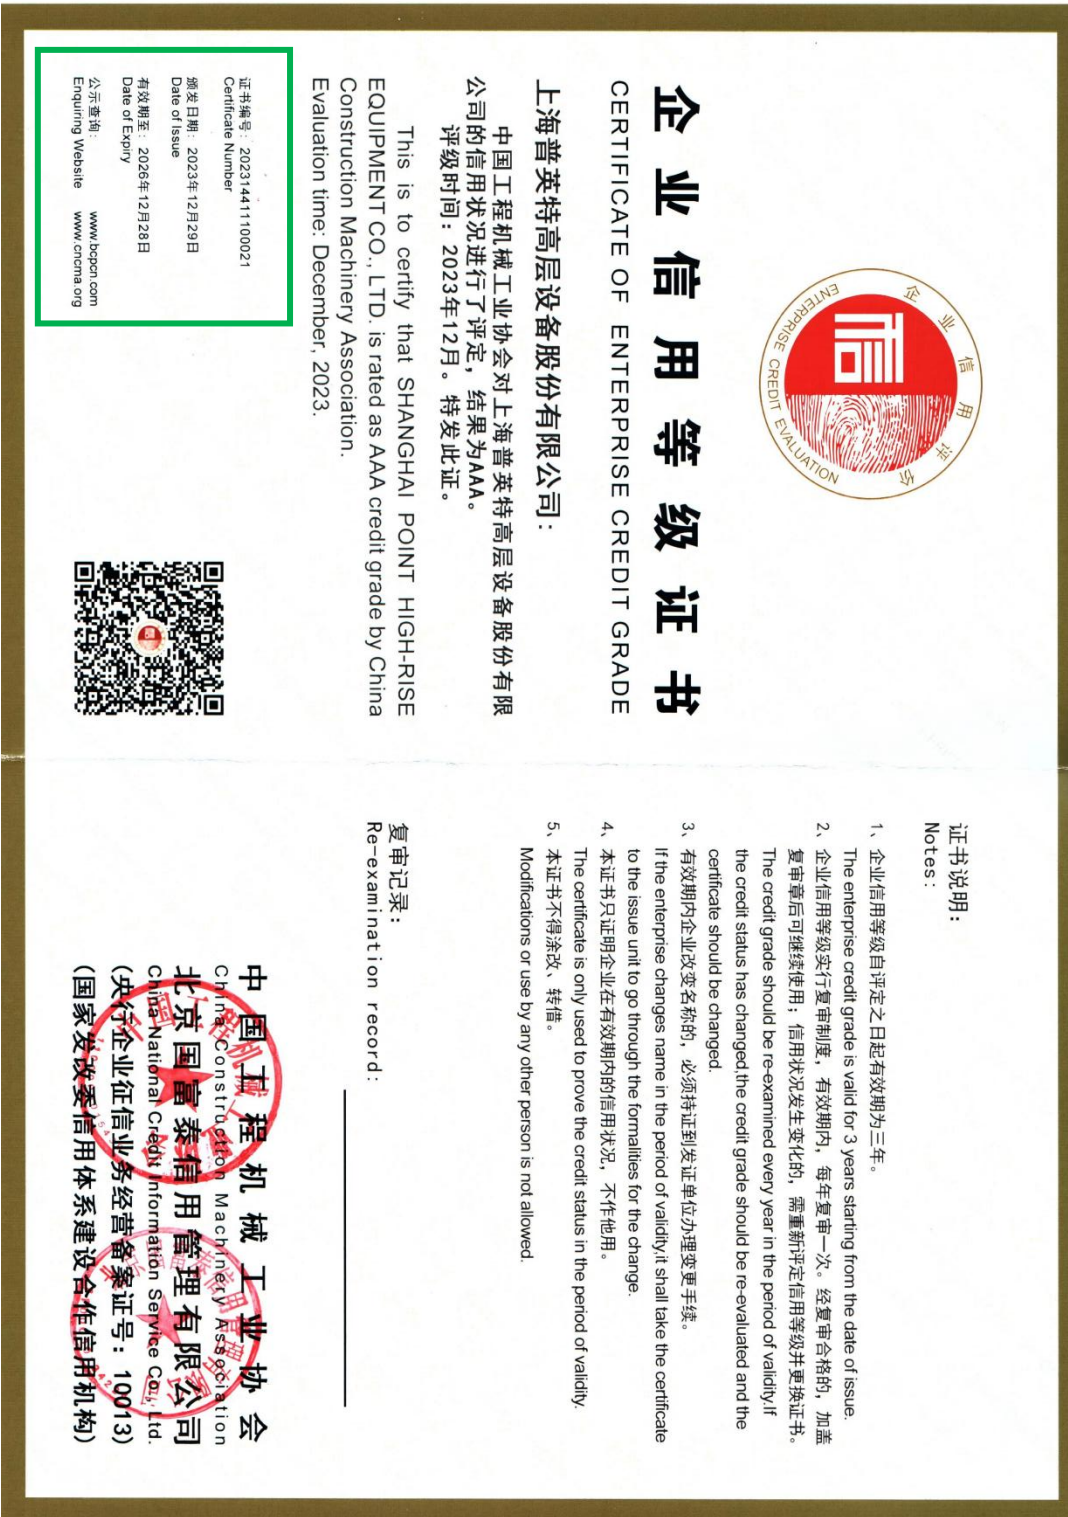 企业信用评价
ENTERPRISE CREDIT EVALUATION
企业信用等级证书
CERTIFICATE OF ENTERPRISE CREDIT GRADE
上海普英特高层设备股份有限公司：
中国工程机械工业协会对上海普英特高层设备股份有限
公司的信用状况进行了评定，结果为AAA。
评级时间：2023年12月。特发此证。
This is to certify that SHANGHAI POINT HIGH-RISE
EQUIPMENT CO., LTD. is rated as AAA credit grade by China
Construction Machinery Association.
Evaluation time: December, 2023.
证书编号：202314411100021
Certificate Number
颁发日期：2023年12月29日
Date of Issue
有效期至：2026年12月28日
Date of Expiry
公示查询： www.bcpcn.com
Enquiring Website www.cncma.org
证书说明：
Notes:
1、企业信用等级自评定之日起有效期为三年。
The enterprise credit grade is valid for 3 years starting from the date of issue.
2、企业信用等级实行复审制度，有效期内，每年复审一次。经复审合格的，加盖
复审章后可继续使用；信用状况发生变化的，需重新评定信用等级并更换证书。
The credit grade should be re-examined every year in the period of validity.If
the credit status has changed,the credit grade should be re-evaluated and the
certificate should be changed.
3、有效期内企业改变名称的，必须持证到发证单位办理变更手续。
If the enterprise changes name in the period of validity,it shall take the certificate
to the issue unit to go through the formalities for the change.
4、本证书只证明企业在有效期内的信用状况，不作他用。
The certificate is only used to prove the credit status in the period of validity.
5、本证书不得涂改、转借。
Modifications or use by any other person is not allowed.
复审记录：
Re-examination record:
中国工程机械工业协会
China Construction Machinery Association
北京国富泰信用管理有限公司
China National Credit Information Service Co., Ltd.
(央行企业征信业务经营备案证号：10013)
(国家发改委信用体系建设合作信用机构)